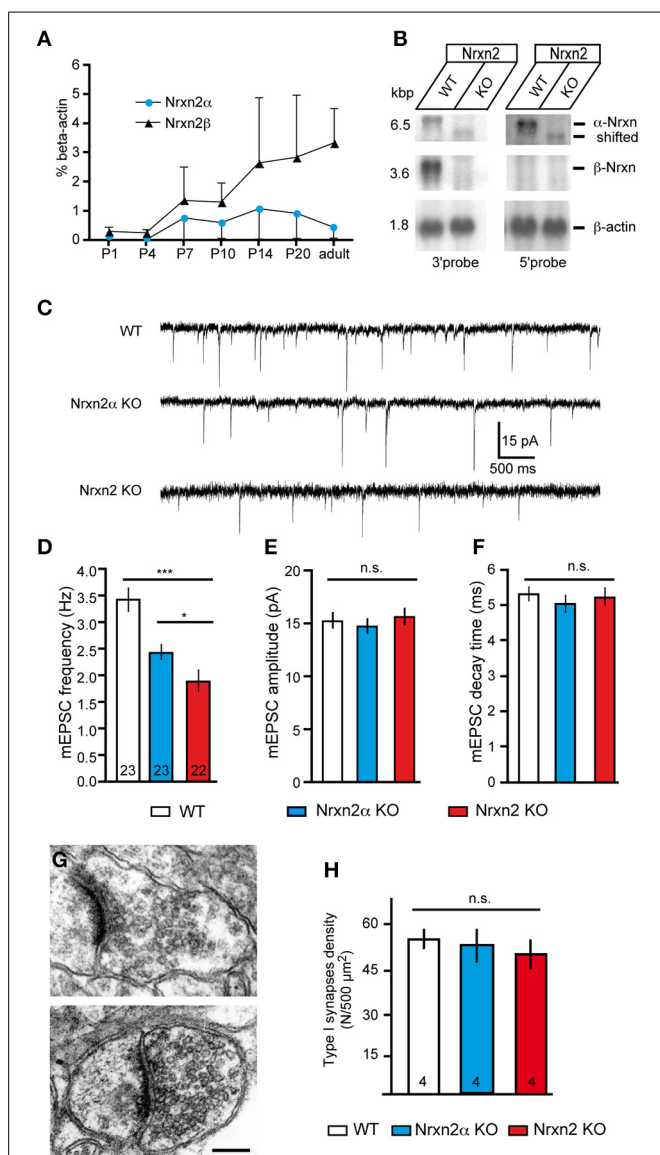 A
% beta-actin
6
5
4
3
2
1
0
Nrxn2α
Nrxn2β
P1 P4 P7 P10 P14 P20 adult
B
Nrxn2 Nrxn2
WT KO WT KO
kbp
6.5 α-Nrxn
shifted
3.6 β-Nrxn
1.8 β-actin
3'probe 5'probe
C
WT
Nrxn2α KO
15 pA
500 ms
Nrxn2 KO
D
mEPSC frequency (Hz)
4.0
3.5
3.0
2.5
2.0
1.5
1.0
0.5
0.0
***
*
23 23 22
E
mEPSC amplitude (pA)
20
15
10
5
0
n.s.
F
mEPSC decay time (ms)
6
5
4
3
2
1
0
n.s.
WT Nrxn2α KO Nrxn2 KO
G
H
Type I synapses density
(N/500 μm²)
60
45
30
15
n.s.
4 4 4
WT Nrxn2α KO Nrxn2 KO